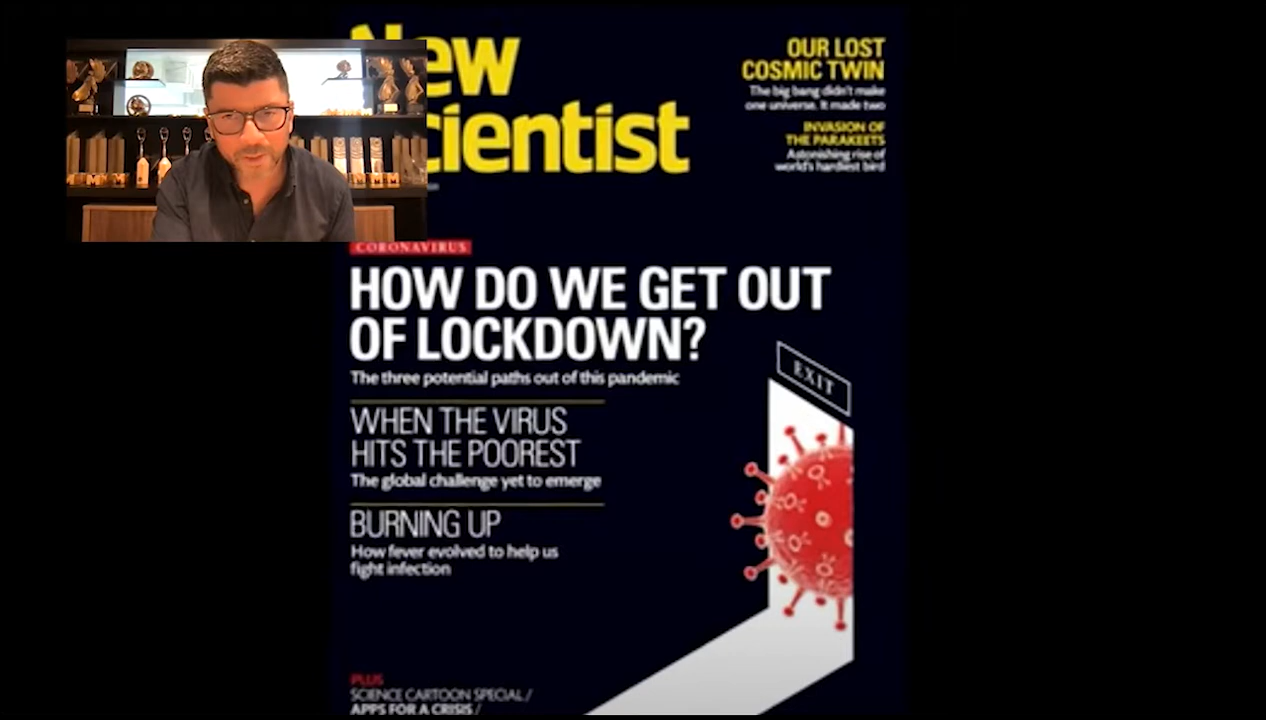 ew
cientist
OUR LOST
COSMIC TWIN
The big bang didn't make
one universe. It made two
INVASION OF
THE PARAKEETS
Astonishing rise of
world's hardiest bird
CORONAVIRUS
HOW DO WE GET OUT
OF LOCKDOWN?
The three potential paths out of this pandemic
EXIT
WHEN THE VIRUS
HITS THE POOREST
The global challenge yet to emerge
BURNING UP
How fever evolved to help us
fight infection
PLUS
SCIENCE CARTOON SPECIAL /
APPS FOR A CRISIS /